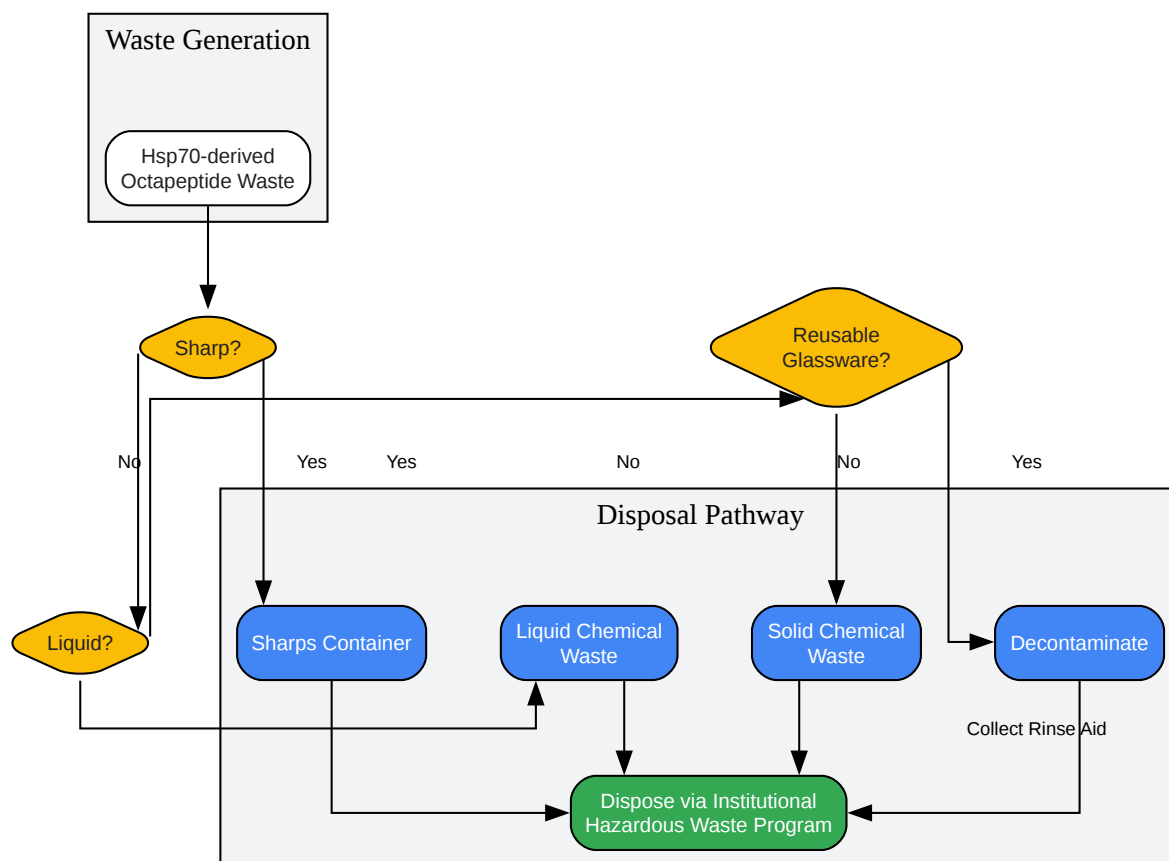 Waste Generation
Hsp70-derived
Octapeptide Waste
Sharp?
Reusable
Glassware?
No
Yes
Yes
No
No
Yes
Disposal Pathway
Liquid?
Sharps Container
Liquid Chemical
Waste
Solid Chemical
Waste
Decontaminate
Collect Rinse Aid
Dispose via Institutional
Hazardous Waste Program